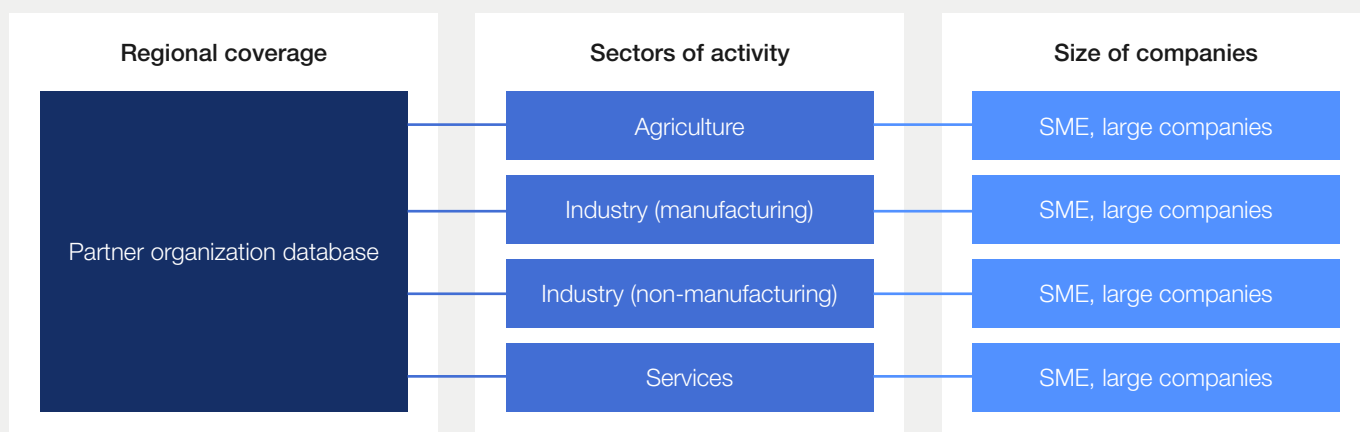 Regional coverage
Sectors of activity
Size of companies
Partner organization database
Agriculture
SME, large companies
Industry (manufacturing)
SME, large companies
Industry (non-manufacturing)
SME, large companies
Services
SME, large companies